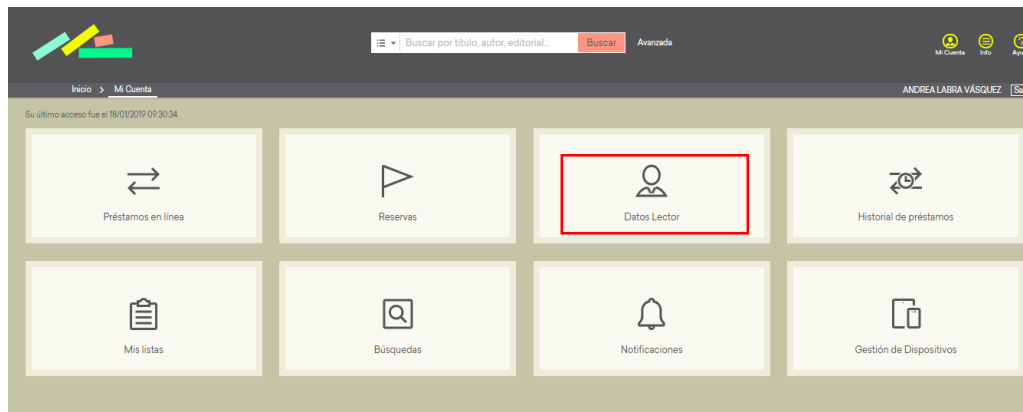 Buscar por título, autor, editorial... Buscar Avanzada
Mi Cuenta Info
Inicio > Mi Cuenta ANDREA LABRA VÁSQUEZ
Su último acceso fue el 18/01/2019 09:30:34
Préstamos en línea Reservas Datos Lector Historial de préstamos
Mis listas Búsquedas Notificaciones Gestión de Dispositivos